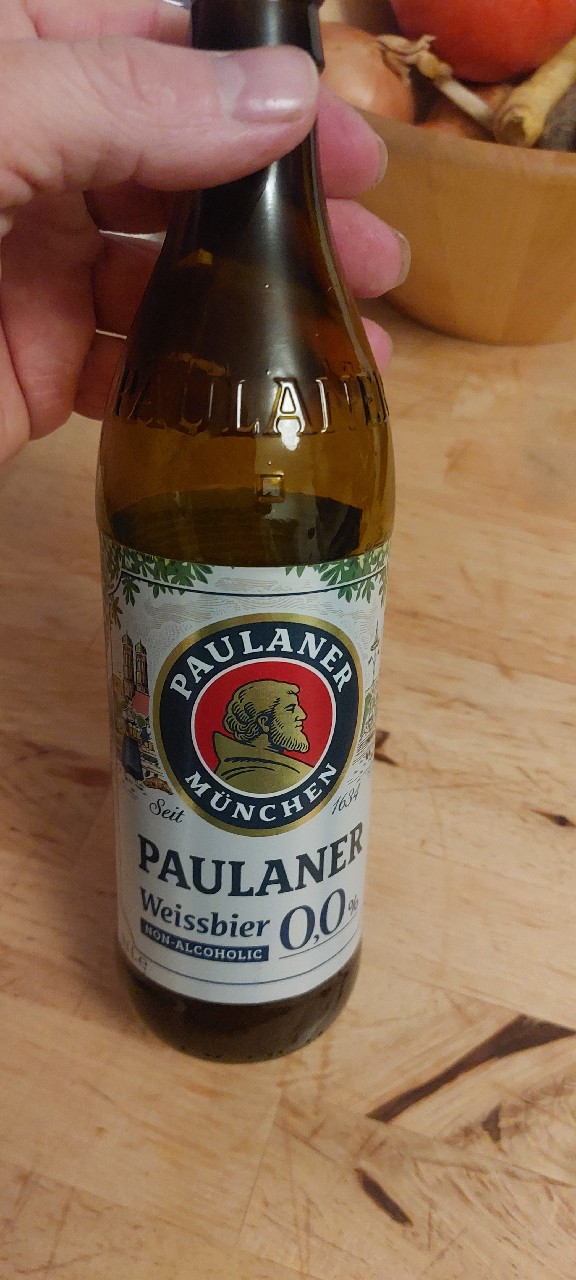 PAULANER
PAULANER
MÜNCHEN
Seit 1634
PAULANER
Weissbier 0,0%
NON-ALCOHOLIC